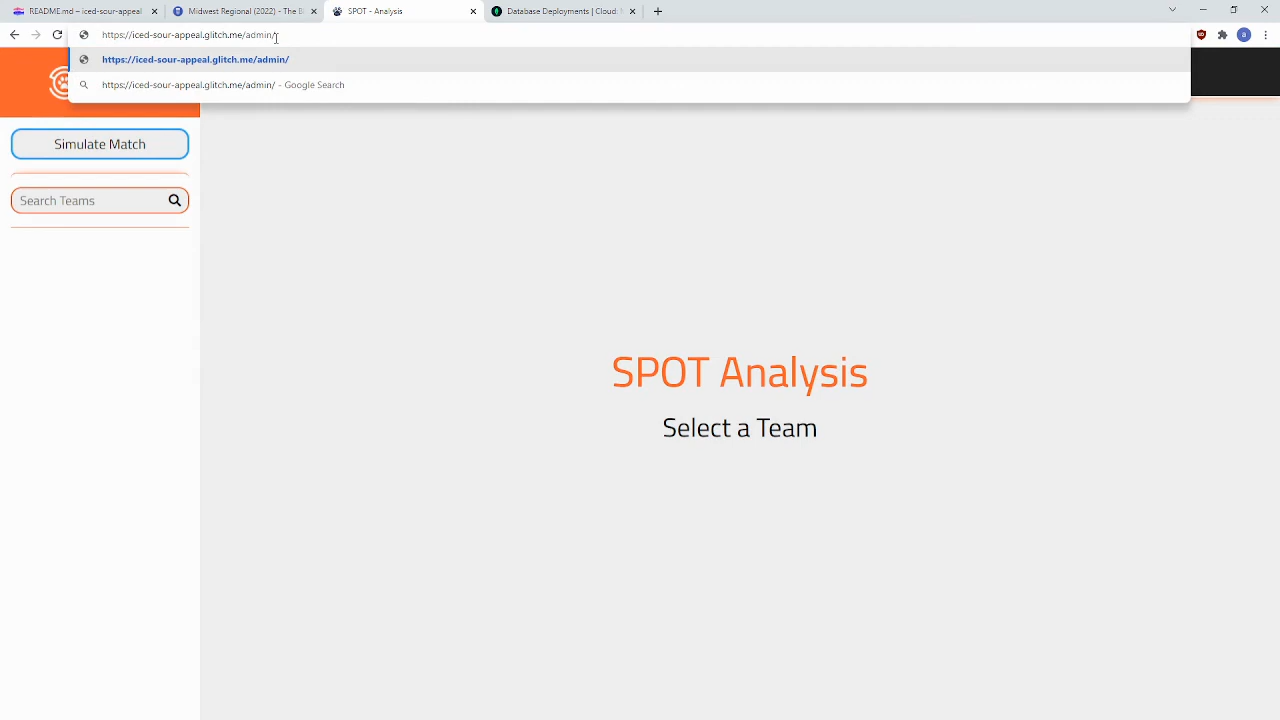 README.md – iced-sour-appeal
Midwest Regional (2022) - The B
SPOT - Analysis
Database Deployments | Cloud:
https://iced-sour-appeal.glitch.me/admin/
https://iced-sour-appeal.glitch.me/admin/
https://iced-sour-appeal.glitch.me/admin/ - Google Search
Simulate Match
Search Teams
SPOT Analysis
Select a Team